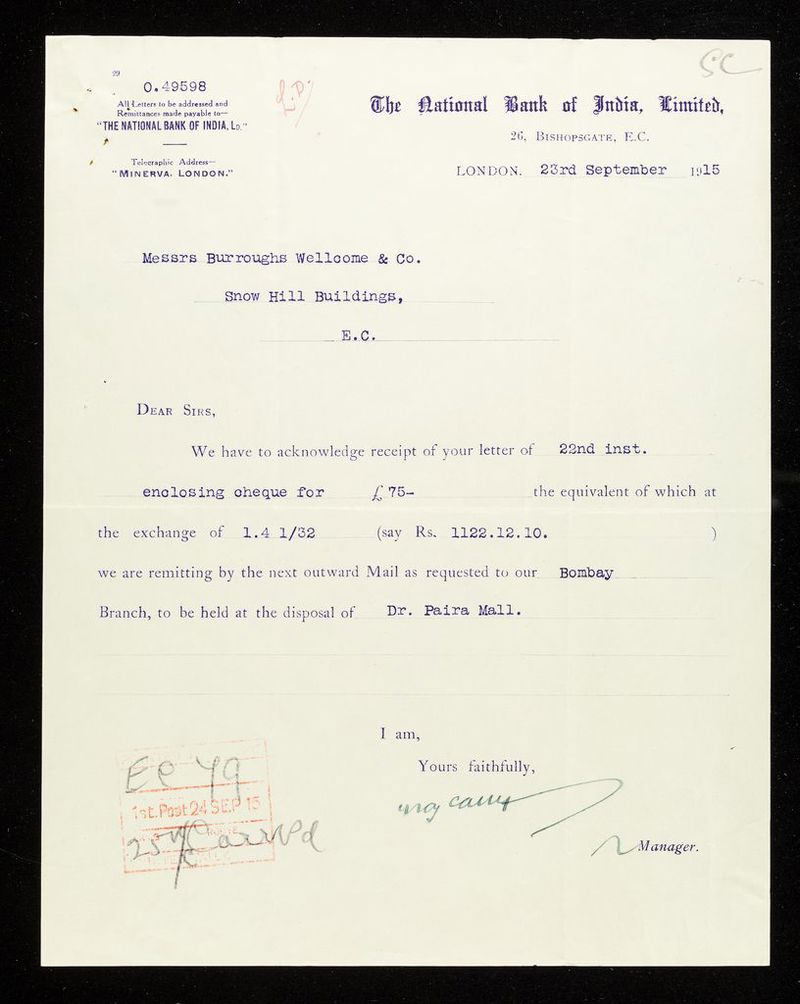 29
SC
0.49598
All Letters to be addressed and
Remittances made payable to—
"THE NATIONAL BANK OF INDIA, LD."
Telegraphic Address—
"MINERVA. LONDON."
The National Bank of India, Limited,
26, BISHOPSGATE, E.C.
LONDON. 23rd September 1915
Messrs Burroughs Wellcome & Co.
Snow Hill Buildings,
E.C.
DEAR SIRS,
We have to acknowledge receipt of your letter of 22nd inst.
enclosing cheque for £ 75- the equivalent of which at
the exchange of 1.4 1/32 (say Rs. 1122.12.10. )
we are remitting by the next outward Mail as requested to our Bombay
Branch, to be held at the disposal of Dr. Paira Mall.
I am,
Yours faithfully,
Manager.
1st. Post 24 SEP 15